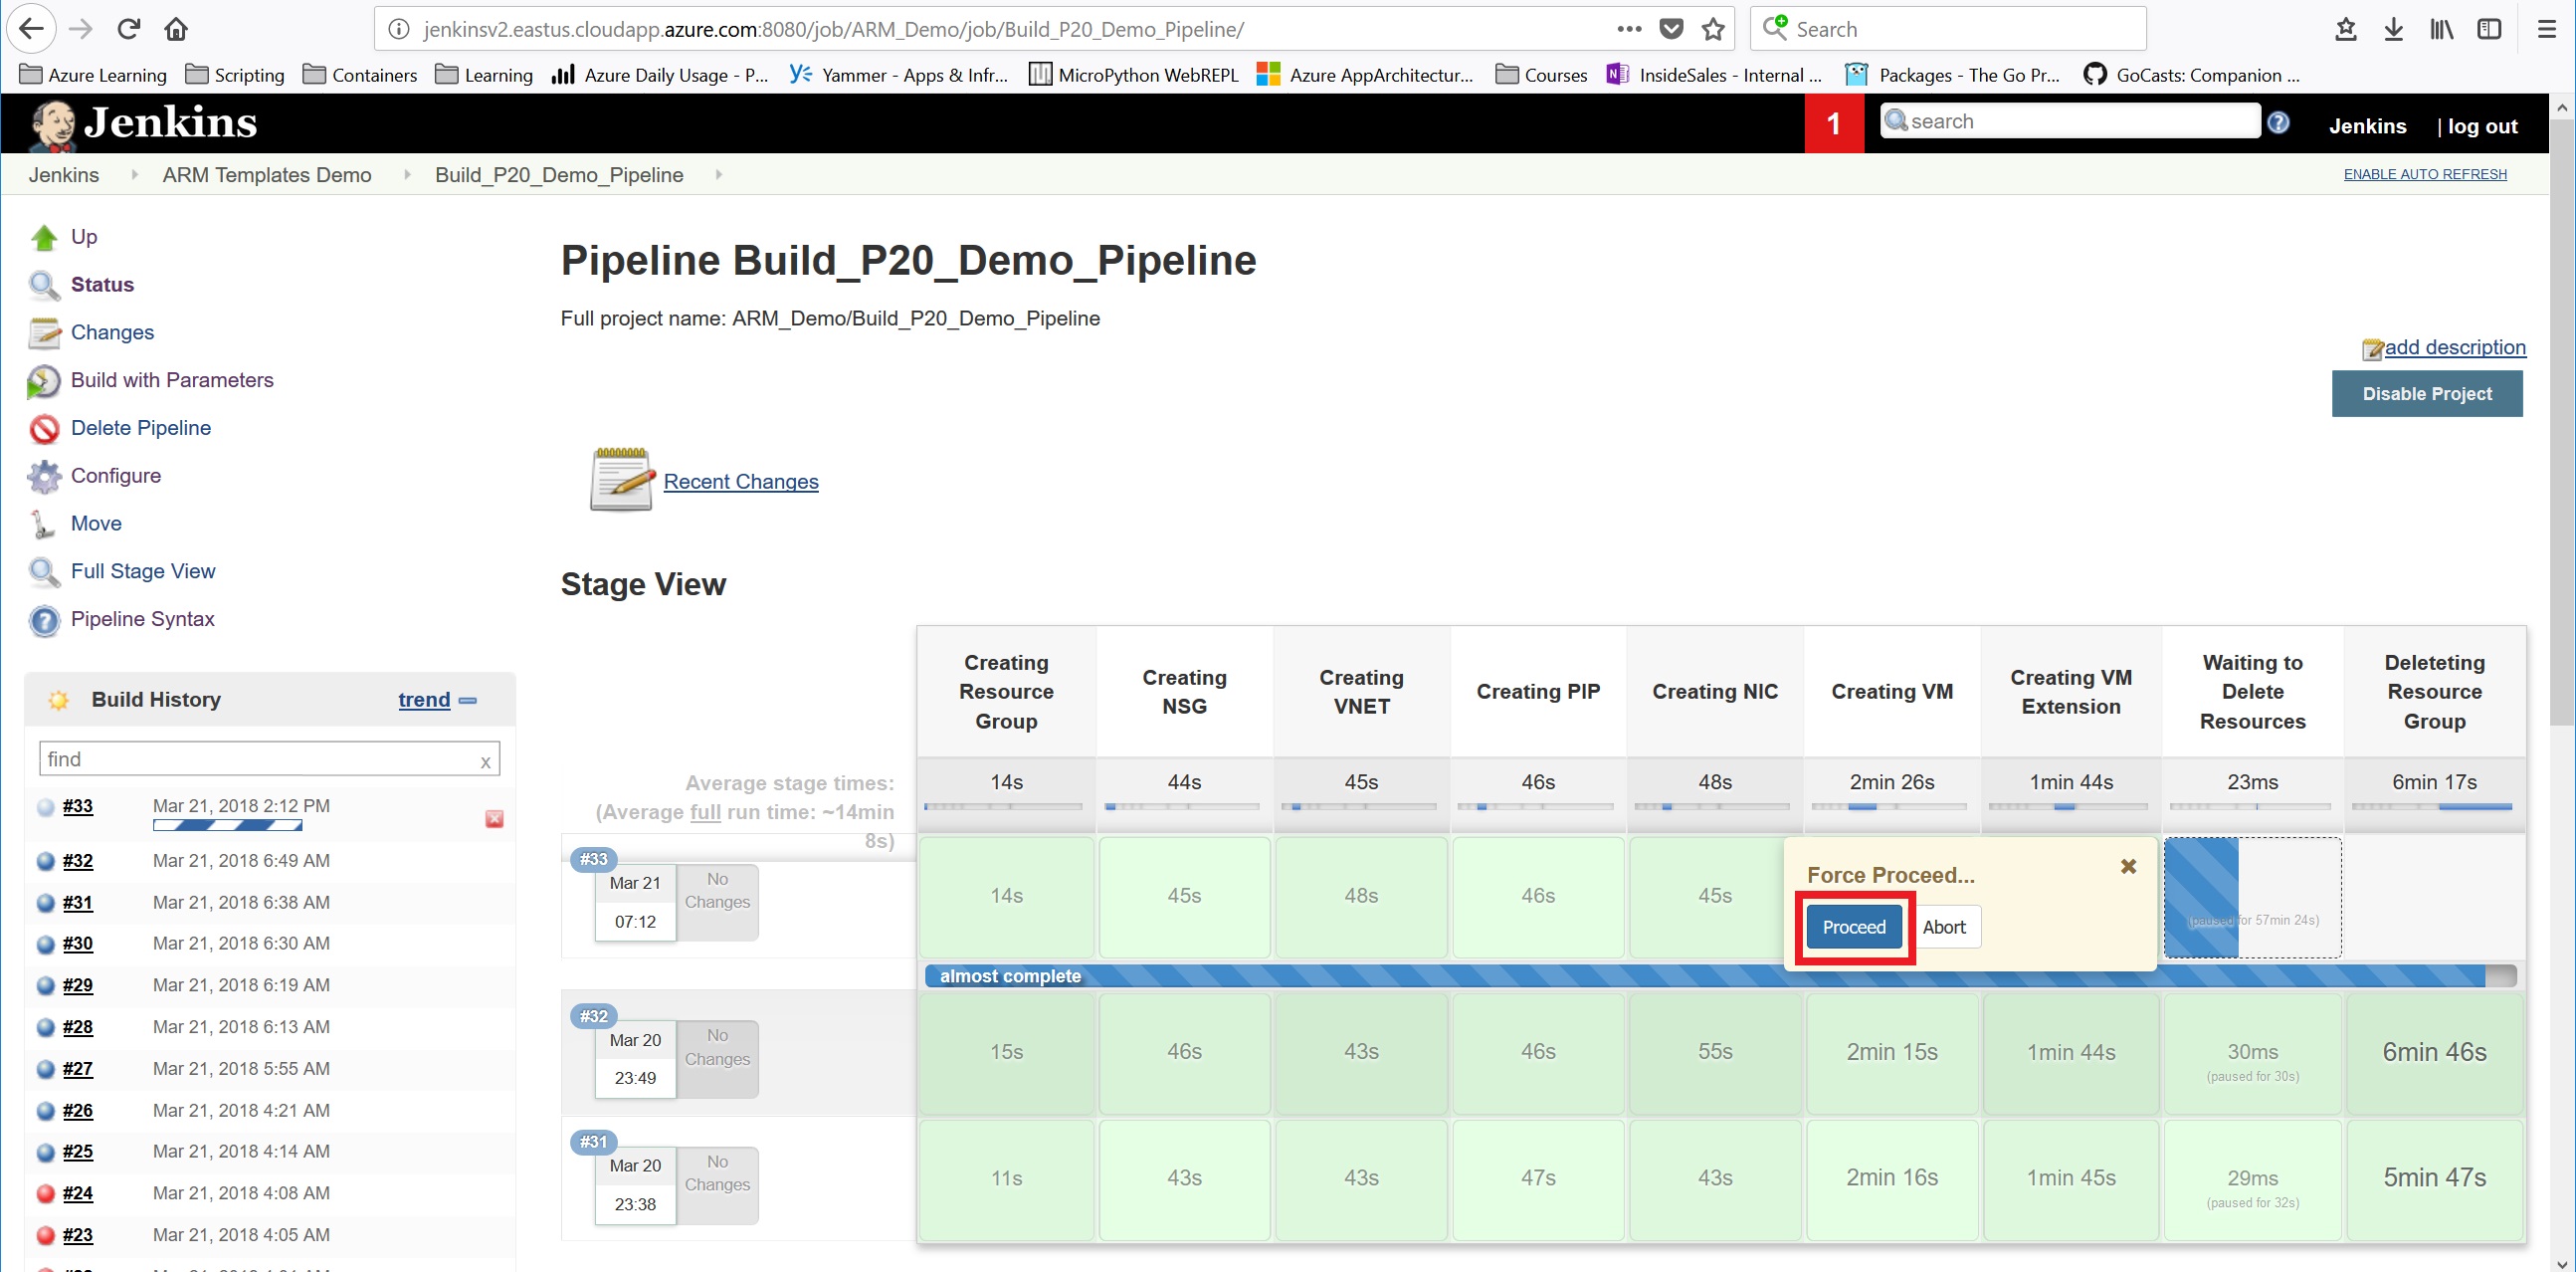 jenkinsv2.eastus.cloudapp.azure.com:8080/job/ARM_Demo/job/Build_P20_Demo_Pipeline/
Search
Azure Learning
Scripting
Containers
Learning
Azure Daily Usage - P...
Yammer - Apps & Infr...
MicroPython WebREPL
Azure AppArchitectur...
Courses
InsideSales - Internal ...
Packages - The Go Pr...
GoCasts: Companion ...
Jenkins
1
search
Jenkins
| log out
Jenkins
ARM Templates Demo
Build_P20_Demo_Pipeline
ENABLE AUTO REFRESH
Up
Status
Changes
Build with Parameters
Delete Pipeline
Configure
Move
Full Stage View
Pipeline Syntax
Build History
trend
find
x
#33 Mar 21, 2018 2:12 PM
#32 Mar 21, 2018 6:49 AM
#31 Mar 21, 2018 6:38 AM
#30 Mar 21, 2018 6:30 AM
#29 Mar 21, 2018 6:19 AM
#28 Mar 21, 2018 6:13 AM
#27 Mar 21, 2018 5:55 AM
#26 Mar 21, 2018 4:21 AM
#25 Mar 21, 2018 4:14 AM
#24 Mar 21, 2018 4:08 AM
#23 Mar 21, 2018 4:05 AM
Pipeline Build_P20_Demo_Pipeline
Full project name: ARM_Demo/Build_P20_Demo_Pipeline
add description
Disable Project
Recent Changes
Stage View
Creating
Resource
Group
Creating
NSG
Creating
VNET
Creating PIP
Creating NIC
Creating VM
Creating VM
Extension
Waiting to
Delete
Resources
Deleteting
Resource
Group
Average stage times:
(Average full run time: ~14min
8s)
14s
44s
45s
46s
48s
2min 26s
1min 44s
23ms
6min 17s
#33
Mar 21
07:12
No
Changes
14s
45s
48s
46s
45s
Force Proceed...
Proceed
Abort
(paused for 57min 24s)
almost complete
#32
Mar 20
23:49
No
Changes
15s
46s
43s
46s
55s
2min 15s
1min 44s
30ms
(paused for 30s)
6min 46s
#31
Mar 20
23:38
No
Changes
11s
43s
43s
47s
43s
2min 16s
1min 45s
29ms
(paused for 32s)
5min 47s